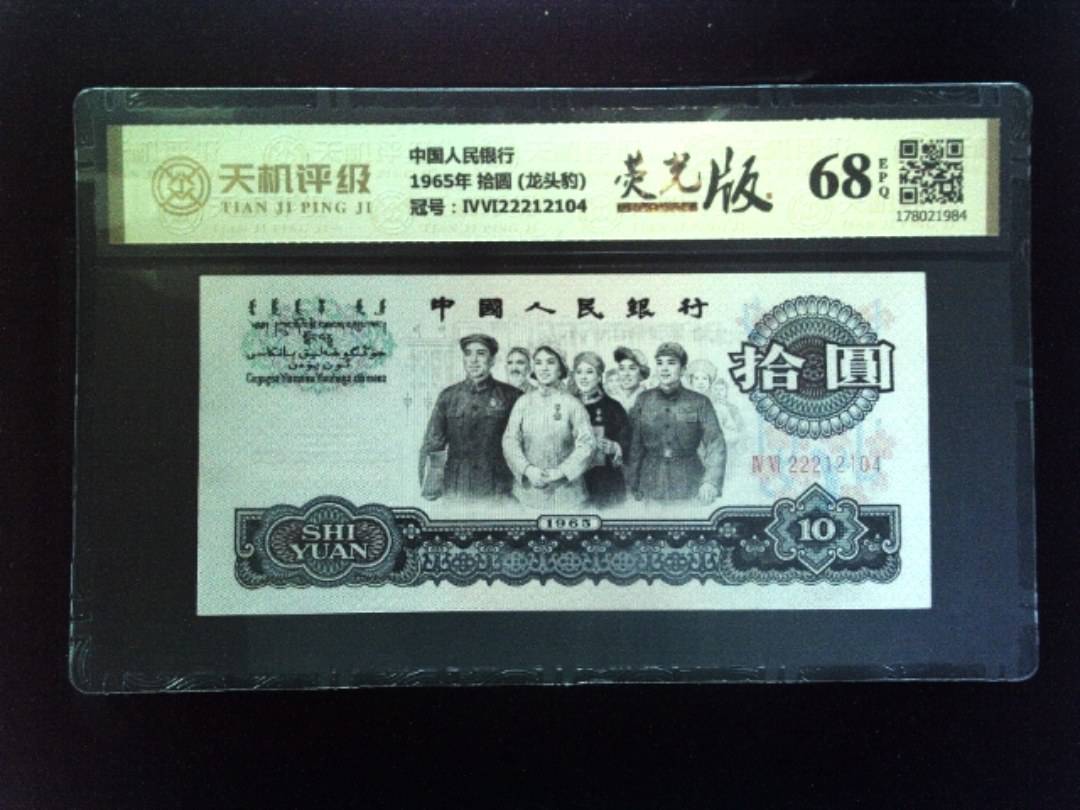 天机评级
TIAN JI PING JI
中国人民银行
1965年 拾圆 (龙头豹)
冠号：ⅣⅥ22212104
荧光版
68
EPQ
178021984
中國人民銀行
拾圓
ⅣⅥ 22212104
1965
SHI
YUAN
10